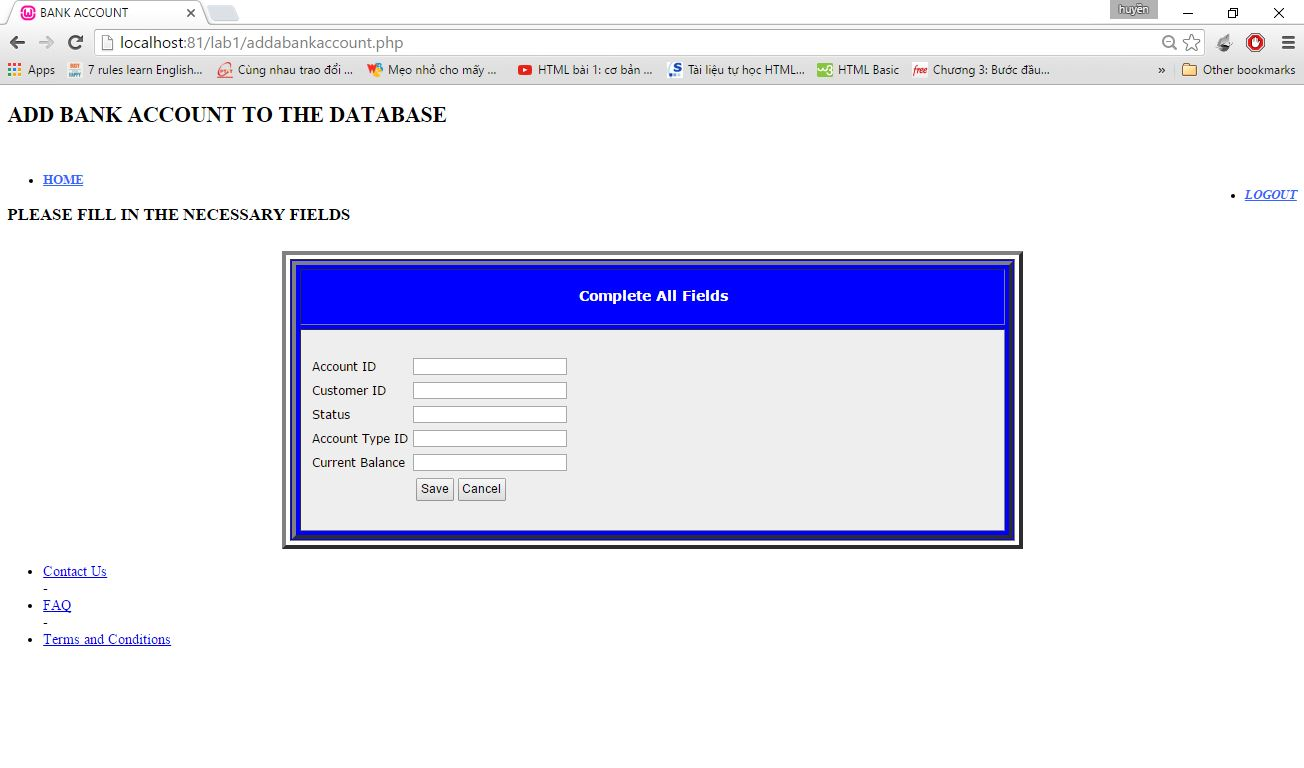 BANK ACCOUNT
huyền
localhost:81/lab1/addabankaccount.php
Apps 7 rules learn English... Cùng nhau trao đổi ... Mẹo nhỏ cho mấy ... HTML bài 1: cơ bản ... Tài liệu tự học HTML... HTML Basic free Chương 3: Bước đầu... » Other bookmarks
ADD BANK ACCOUNT TO THE DATABASE
HOME
LOGOUT
PLEASE FILL IN THE NECESSARY FIELDS
Complete All Fields
Account ID
Customer ID
Status
Account Type ID
Current Balance
Save Cancel
Contact Us
-
FAQ
-
Terms and Conditions